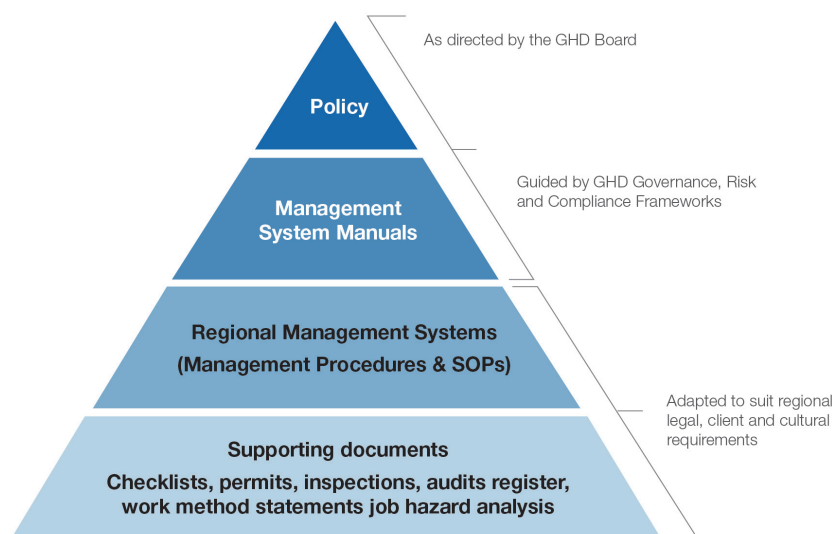 As directed by the GHD Board
Policy
Guided by GHD Governance, Risk
and Compliance Frameworks
Management
System Manuals
Regional Management Systems
(Management Procedures & SOPs)
Adapted to suit regional
legal, client and cultural
requirements
Supporting documents
Checklists, permits, inspections, audits register,
work method statements job hazard analysis